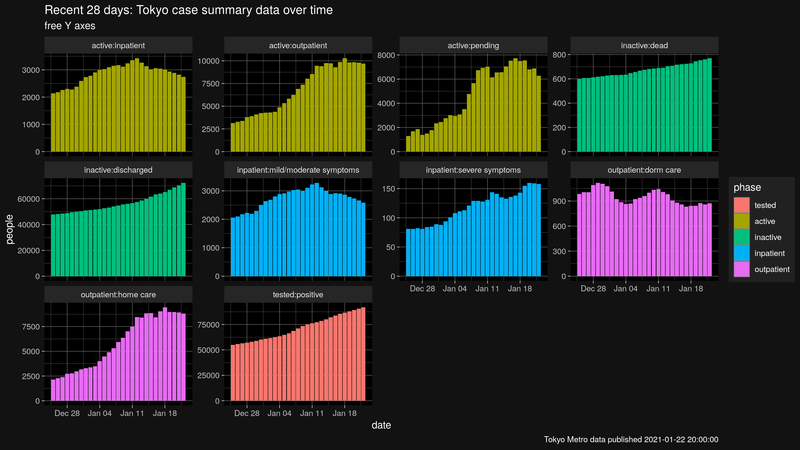 Recent 28 days: Tokyo case summary data over time
free Y axes
active:inpatient
active:outpatient
active:pending
inactive:dead
3000
2000
1000
0
10000
7500
5000
2500
0
8000
6000
4000
2000
0
800
600
400
200
0
inactive:discharged
inpatient:mild/moderate symptoms
inpatient:severe symptoms
outpatient:dorm care
60000
40000
20000
0
3000
2000
1000
0
150
100
50
0
900
600
300
0
Dec 28 Jan 04 Jan 11 Jan 18
Dec 28 Jan 04 Jan 11 Jan 18
outpatient:home care
tested:positive
7500
5000
2500
0
75000
50000
25000
0
Dec 28 Jan 04 Jan 11 Jan 18
Dec 28 Jan 04 Jan 11 Jan 18
people
date
phase
tested
active
inactive
inpatient
outpatient
Tokyo Metro data published 2021-01-22 20:00:00